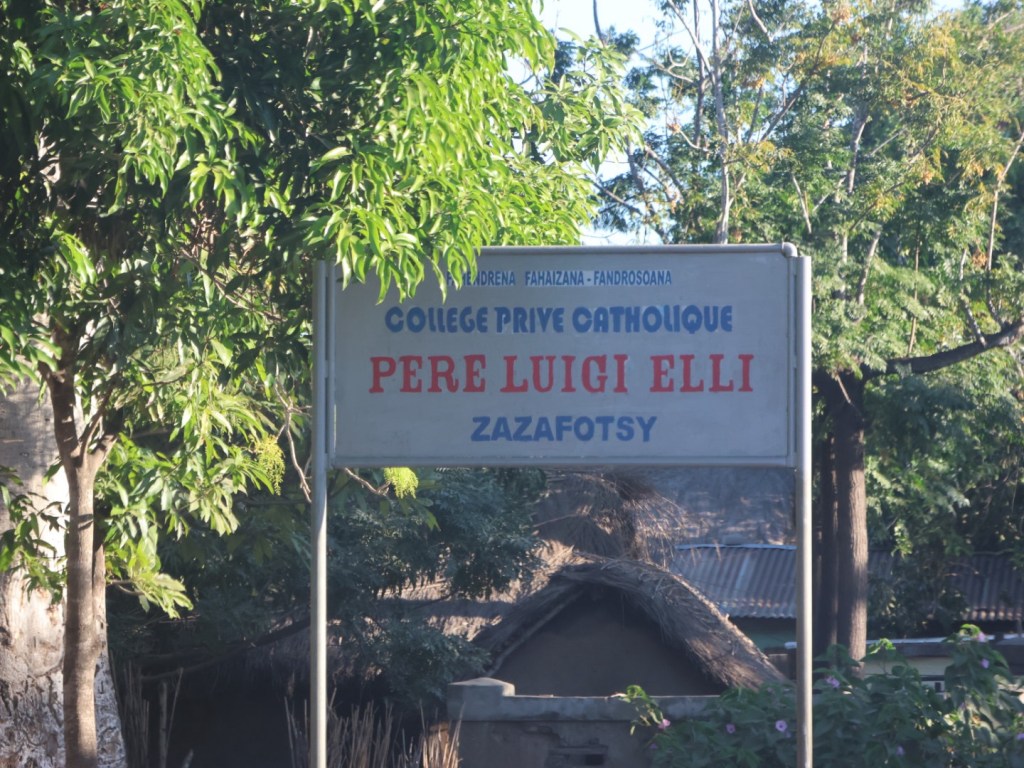 FAHAIZANA - FANDROSOANA
COLLEGE PRIVE CATHOLIQUE
PERE LUIGI ELLI
ZAZAFOTSY